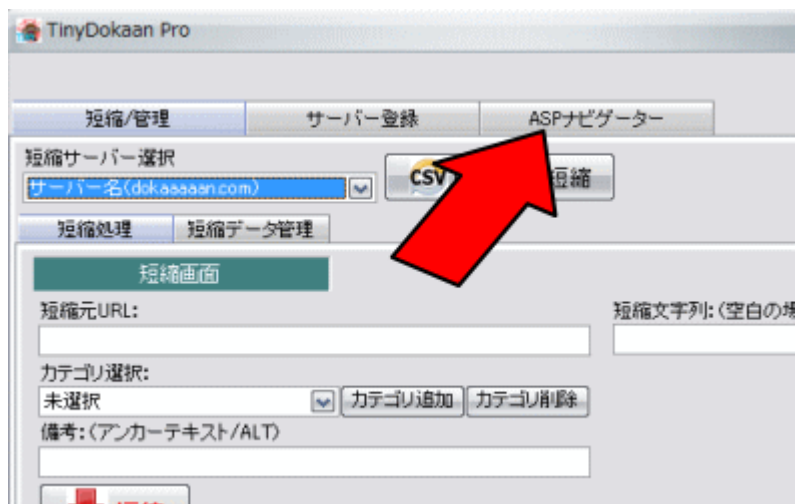 TinyDokaan Pro
短縮/管理 サーバー登録 ASPナビゲーター
短縮サーバー選択
サーバー名(dokaaaaan.com) CSV 短縮
短縮処理 短縮データ管理
短縮画面
短縮元URL: 短縮文字列:(空白の場
カテゴリ選択:
未選択 カテゴリ追加 カテゴリ削除
備考:(アンカーテキスト/ALT)